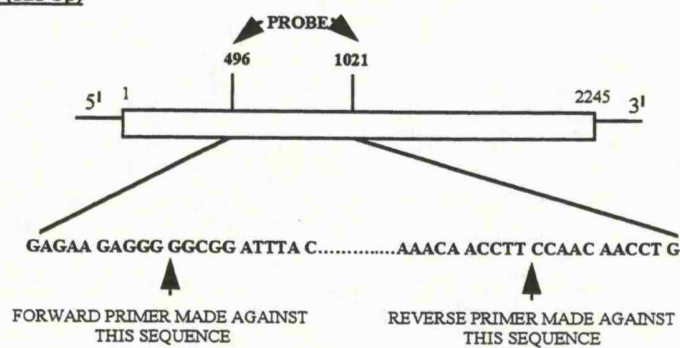 PROBE
496 1021
5' 1 2245 3'
GAGAA GAGGG GGCGG ATTTA C..............AAACA ACCTT CCAAC AACCT G
FORWARD PRIMER MADE AGAINST
THIS SEQUENCE
REVERSE PRIMER MADE AGAINST
THIS SEQUENCE